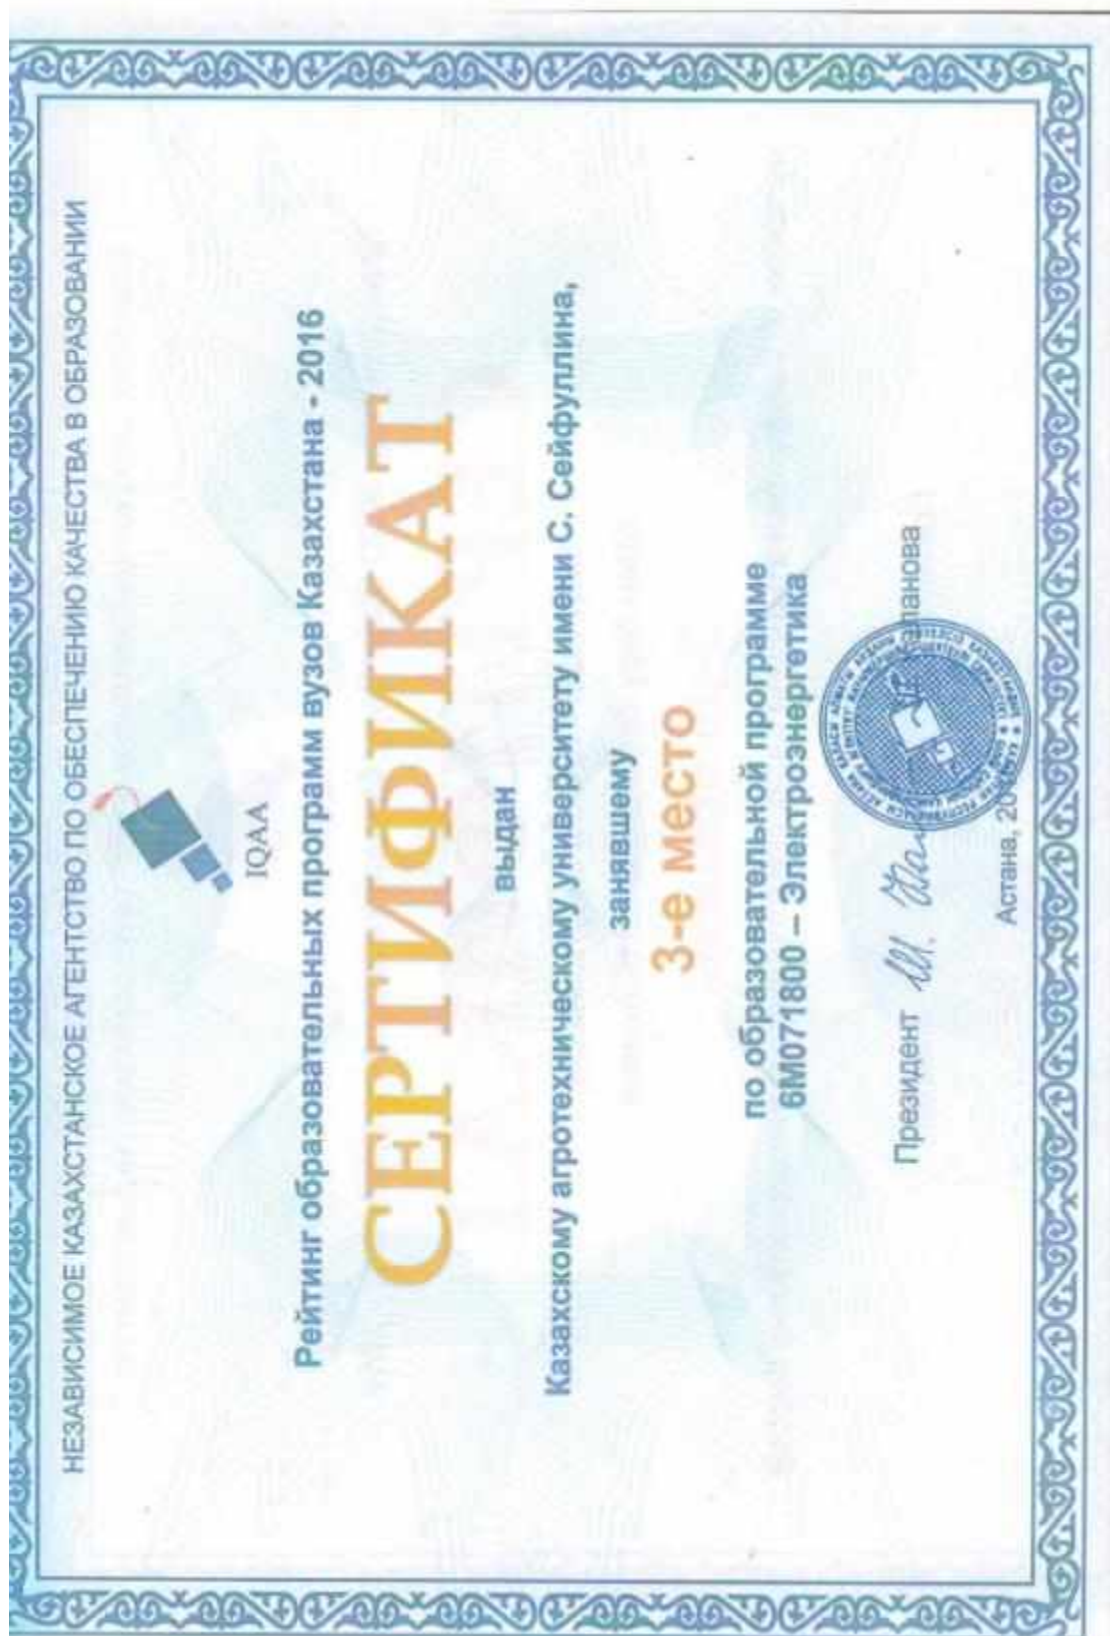 НЕЗАВИСИМОЕ КАЗАХСТАНСКОЕ АГЕНТСТВО ПО ОБЕСПЕЧЕНИЮ КАЧЕСТВА В ОБРАЗОВАНИИ
IQAA
Рейтинг образовательных программ вузов Казахстана - 2016
СЕРТИФИКАТ
выдан
Казахскому агротехническому университету имени С. Сейфуллина,
занявшему
3-е место
по образовательной программе
6М071800 – Электроэнергетика
Президент
Астана,